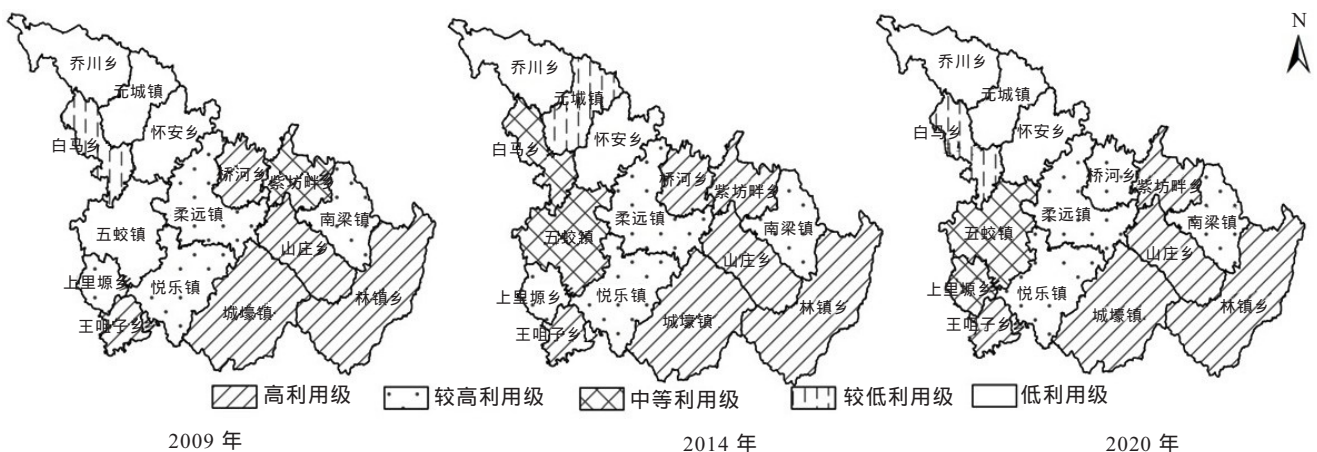 N
乔川乡
元城镇
白马乡
怀安乡
桥河乡
紫坊畔乡
柔远镇
南梁镇
五蛟镇
山庄乡
上里塬乡
悦乐镇
林镇乡
王咀子乡
城壕镇
乔川乡
元城镇
白马乡
怀安乡
桥河乡
紫坊畔乡
柔远镇
南梁镇
五蛟镇
山庄乡
上里塬乡
悦乐镇
林镇乡
王咀子乡
城壕镇
乔川乡
元城镇
白马乡
怀安乡
桥河乡
紫坊畔乡
柔远镇
南梁镇
五蛟镇
山庄乡
上里塬乡
悦乐镇
林镇乡
王咀子乡
城壕镇
高利用级
较高利用级
中等利用级
较低利用级
低利用级
2009 年
2014 年
2020 年